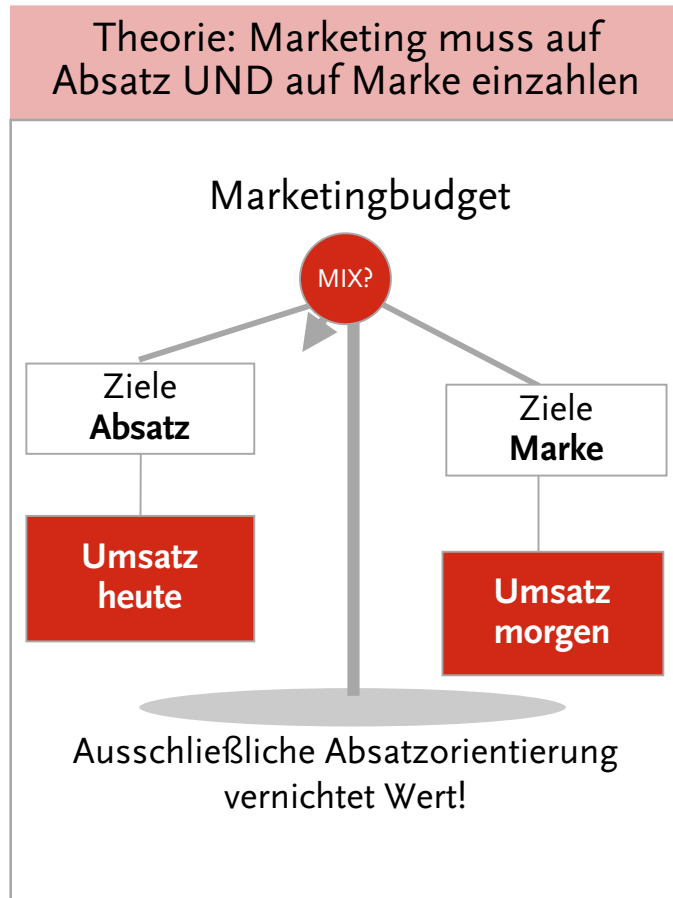 Theorie: Marketing muss auf
Absatz UND auf Marke einzahlen
Marketingbudget
MIX?
Ziele
Absatz
Ziele
Marke
Umsatz
heute
Umsatz
morgen
Ausschließliche Absatzorientierung
vernichtet Wert!